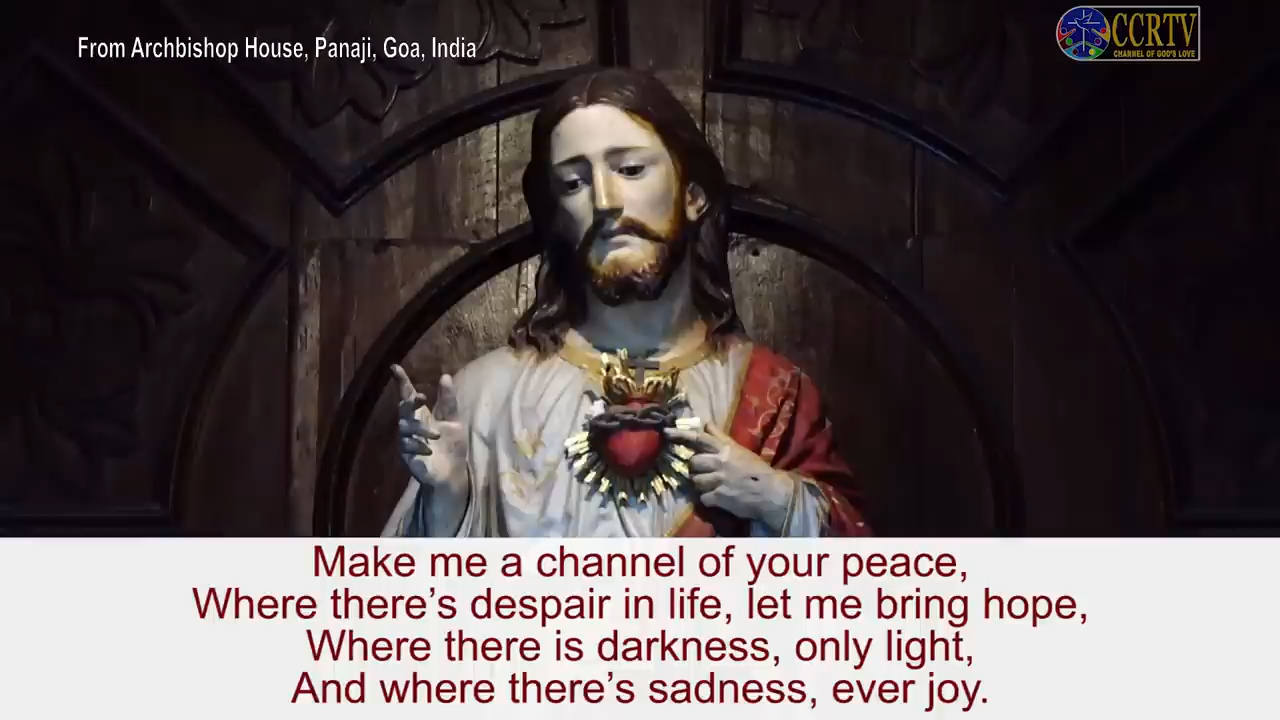 From Archbishop House, Panaji, Goa, India
CCRTV
CHANNEL OF GOD'S LOVE
Make me a channel of your peace,
Where there's despair in life, let me bring hope,
Where there is darkness, only light,
And where there's sadness, ever joy.